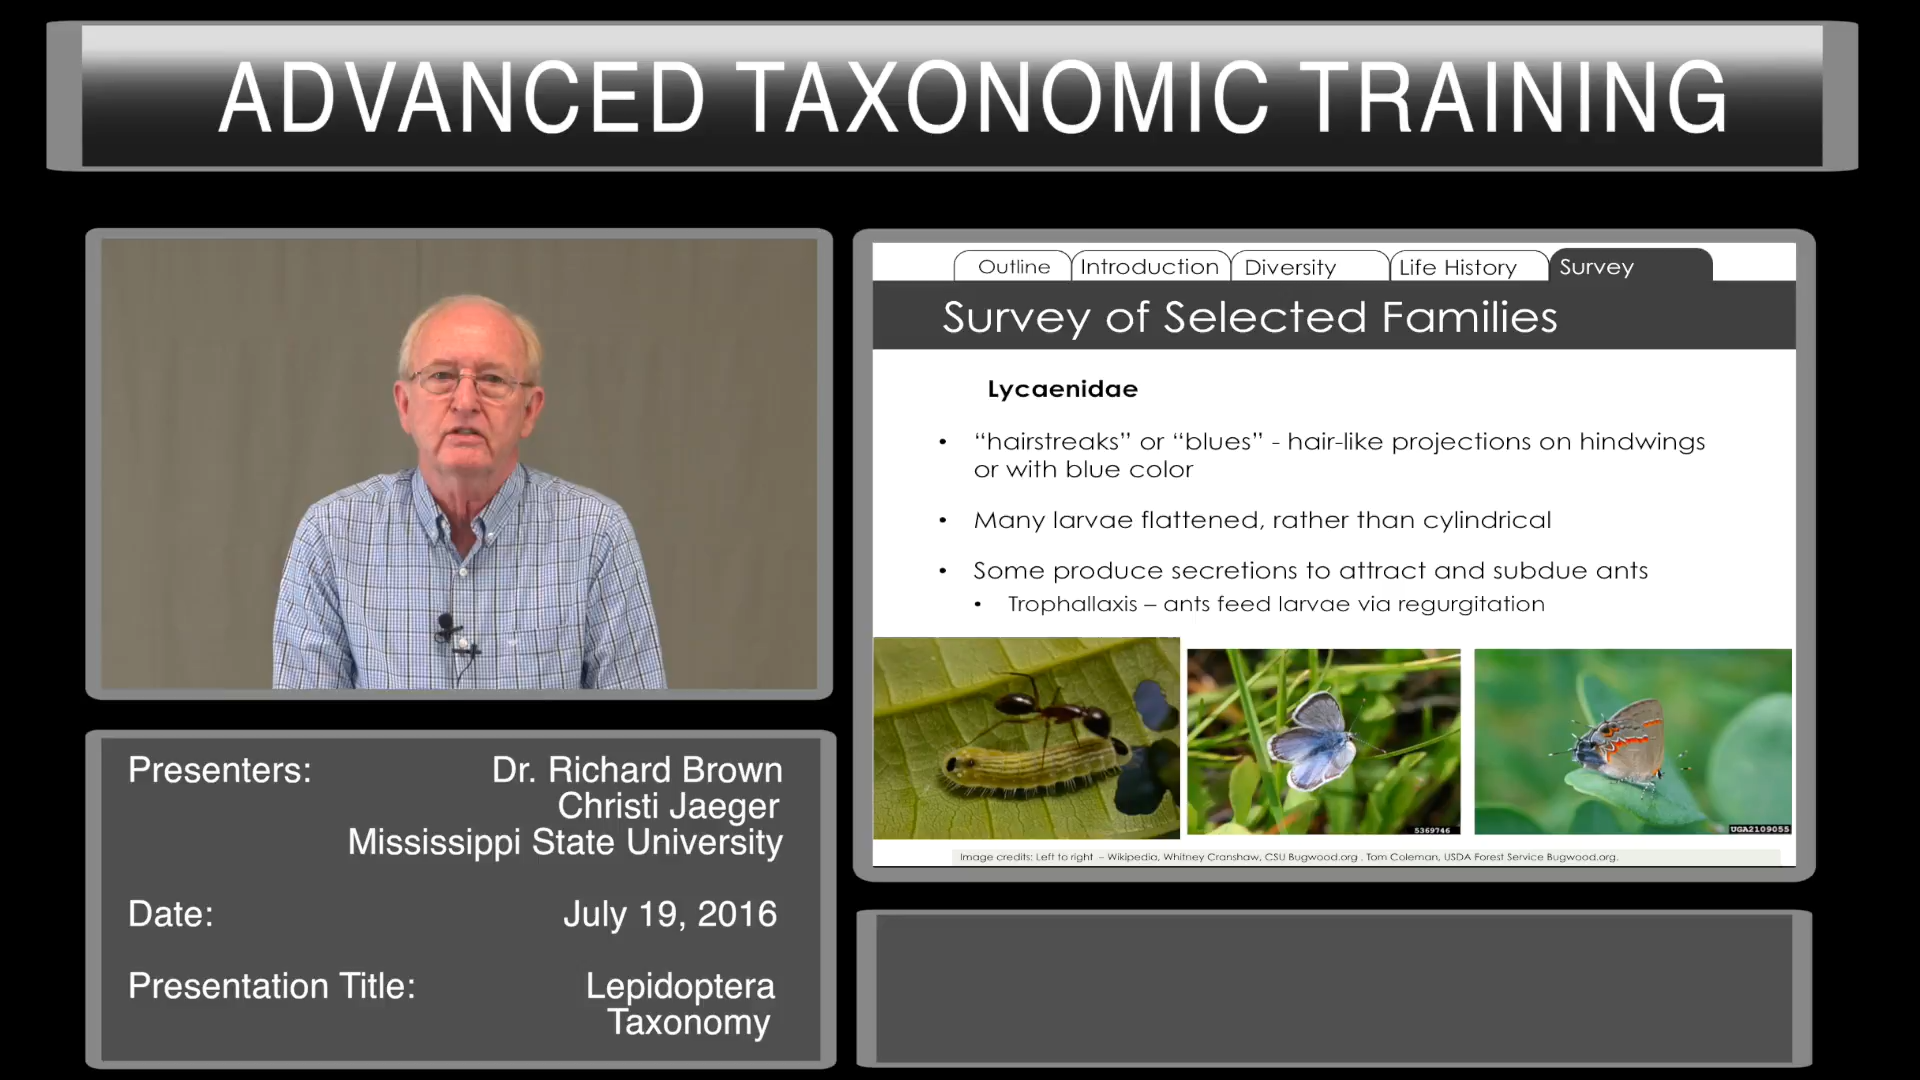 ADVANCED TAXONOMIC TRAINING
Outline
Introduction
Diversity
Life History
Survey
Survey of Selected Families
Lycaenidae
• “hairstreaks” or “blues” - hair-like projections on hindwings
or with blue color
• Many larvae flattened, rather than cylindrical
• Some produce secretions to attract and subdue ants
• Trophallaxis – ants feed larvae via regurgitation
5369746
UGA2109055
Image credits: Left to right – Wikipedia, Whitney Cranshaw, CSU Bugwood.org . Tom Coleman, USDA Forest Service Bugwood.org.
Presenters: Dr. Richard Brown
Christi Jaeger
Mississippi State University
Date: July 19, 2016
Presentation Title: Lepidoptera
Taxonomy